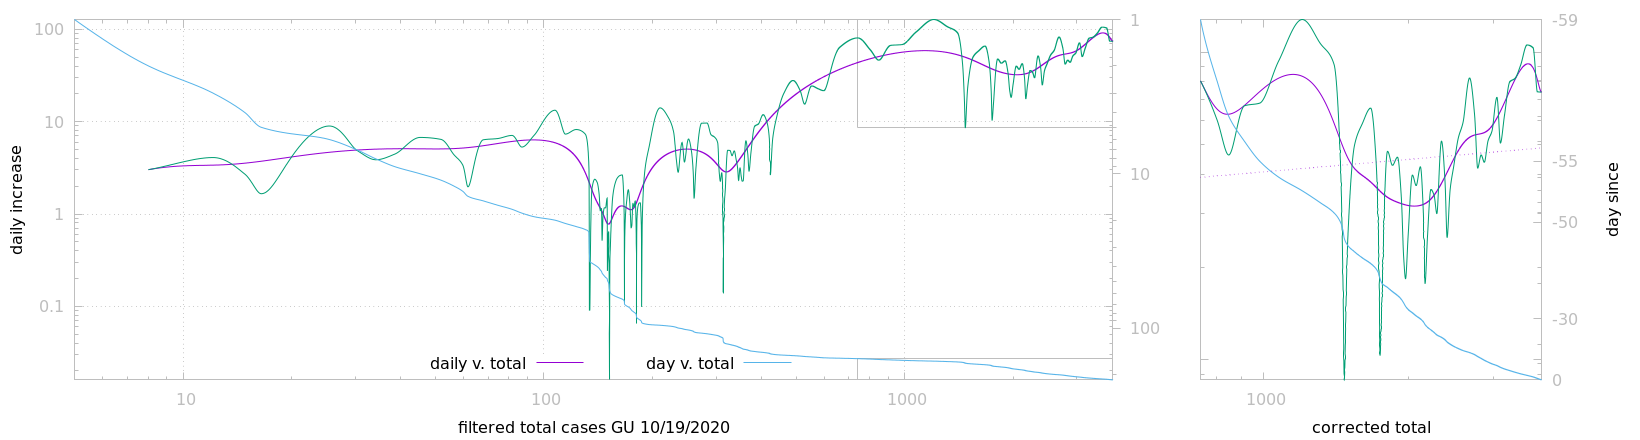 100
10
1
0.1
daily increase
daily v. total
day v. total
10
100
1000
filtered total cases GU 10/19/2020
1
10
100
1000
corrected total
-59
-55
-50
-30
0
day since